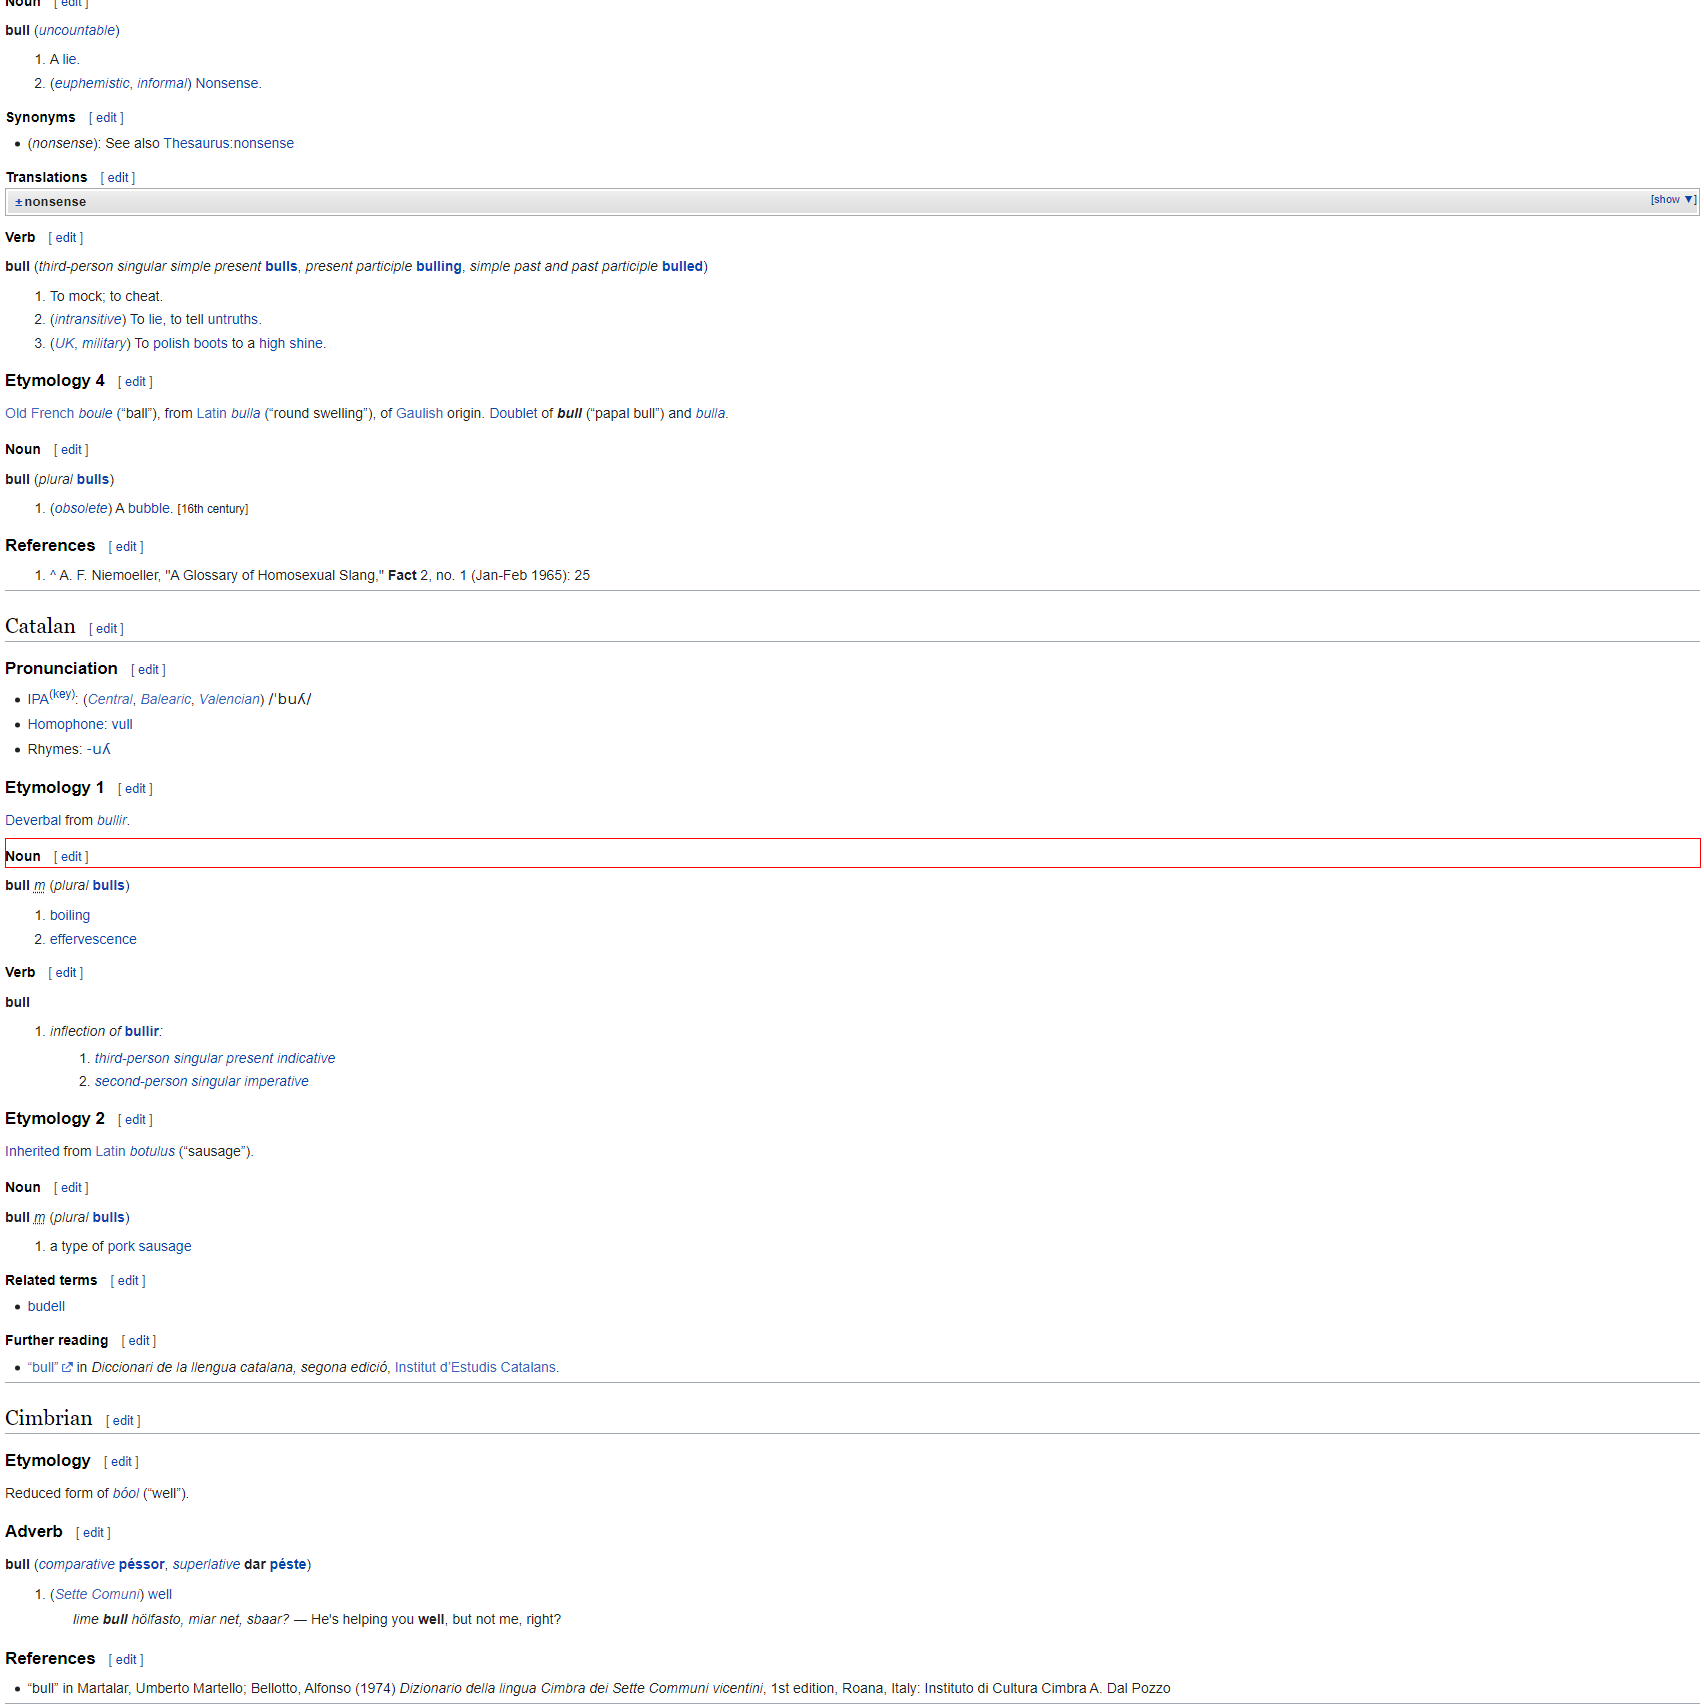 Noun [ edit ]
bull (uncountable)
1. A lie.
2. (euphemistic, informal) Nonsense.
Synonyms [ edit ]
• (nonsense): See also Thesaurus:nonsense
Translations [ edit ]
± nonsense [show ▼]
Verb [ edit ]
bull (third-person singular simple present bulls, present participle bulling, simple past and past participle bulled)
1. To mock; to cheat.
2. (intransitive) To lie, to tell untruths.
3. (UK, military) To polish boots to a high shine.
Etymology 4 [ edit ]
Old French boule (“ball”), from Latin bulla (“round swelling”), of Gaulish origin. Doublet of bull (“papal bull”) and bulla.
Noun [ edit ]
bull (plural bulls)
1. (obsolete) A bubble. [16th century]
References [ edit ]
1. ^ A. F. Niemoeller, "A Glossary of Homosexual Slang," Fact 2, no. 1 (Jan-Feb 1965): 25
Catalan [ edit ]
Pronunciation [ edit ]
• IPA(key): (Central, Balearic, Valencian) /ˈbuʎ/
• Homophone: vull
• Rhymes: -uʎ
Etymology 1 [ edit ]
Deverbal from bullir.
Noun [ edit ]
bull m (plural bulls)
1. boiling
2. effervescence
Verb [ edit ]
bull
1. inflection of bullir:
1. third-person singular present indicative
2. second-person singular imperative
Etymology 2 [ edit ]
Inherited from Latin botulus (“sausage”).
Noun [ edit ]
bull m (plural bulls)
1. a type of pork sausage
Related terms [ edit ]
• budell
Further reading [ edit ]
• “bull” in Diccionari de la llengua catalana, segona edició, Institut d’Estudis Catalans.
Cimbrian [ edit ]
Etymology [ edit ]
Reduced form of bóol (“well”).
Adverb [ edit ]
bull (comparative péssor, superlative dar péste)
1. (Sette Comuni) well
lime bull hölfasto, miar net, sbaar? — He's helping you well, but not me, right?
References [ edit ]
• “bull” in Martalar, Umberto Martello; Bellotto, Alfonso (1974) Dizionario della lingua Cimbra dei Sette Communi vicentini, 1st edition, Roana, Italy: Instituto di Cultura Cimbra A. Dal Pozzo